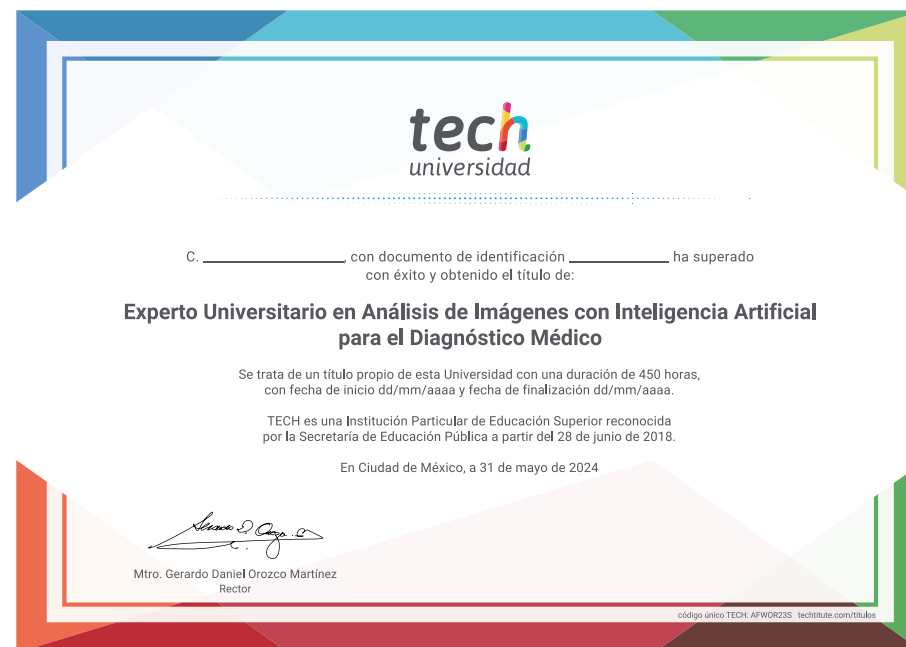 tech
universidad
C. ____________, con documento de identificación ____________ ha superado
con éxito y obtenido el título de:
Experto Universitario en Análisis de Imágenes con Inteligencia Artificial
para el Diagnóstico Médico
Se trata de un título propio de esta Universidad con una duración de 450 horas,
con fecha de inicio dd/mm/aaaa y fecha de finalización dd/mm/aaaa.
TECH es una Institución Particular de Educación Superior reconocida
por la Secretaría de Educación Pública a partir del 28 de junio de 2018.
En Ciudad de México, a 31 de mayo de 2024
Mtro. Gerardo Daniel Orozco Martínez
Rector
código único TECH: AFWOR23S techtitute.com/titulos